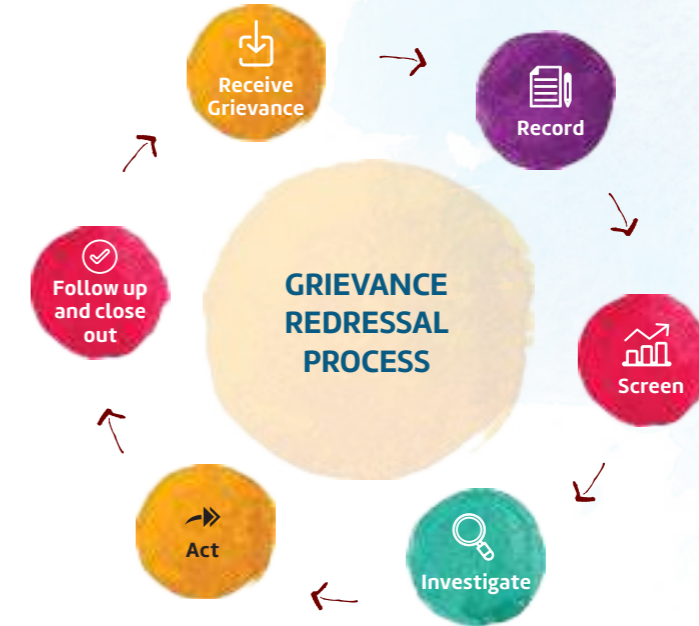 Receive
Grievance
Record
Screen
Investigate
Act
Follow up
and close
out
GRIEVANCE
REDRESSAL
PROCESS